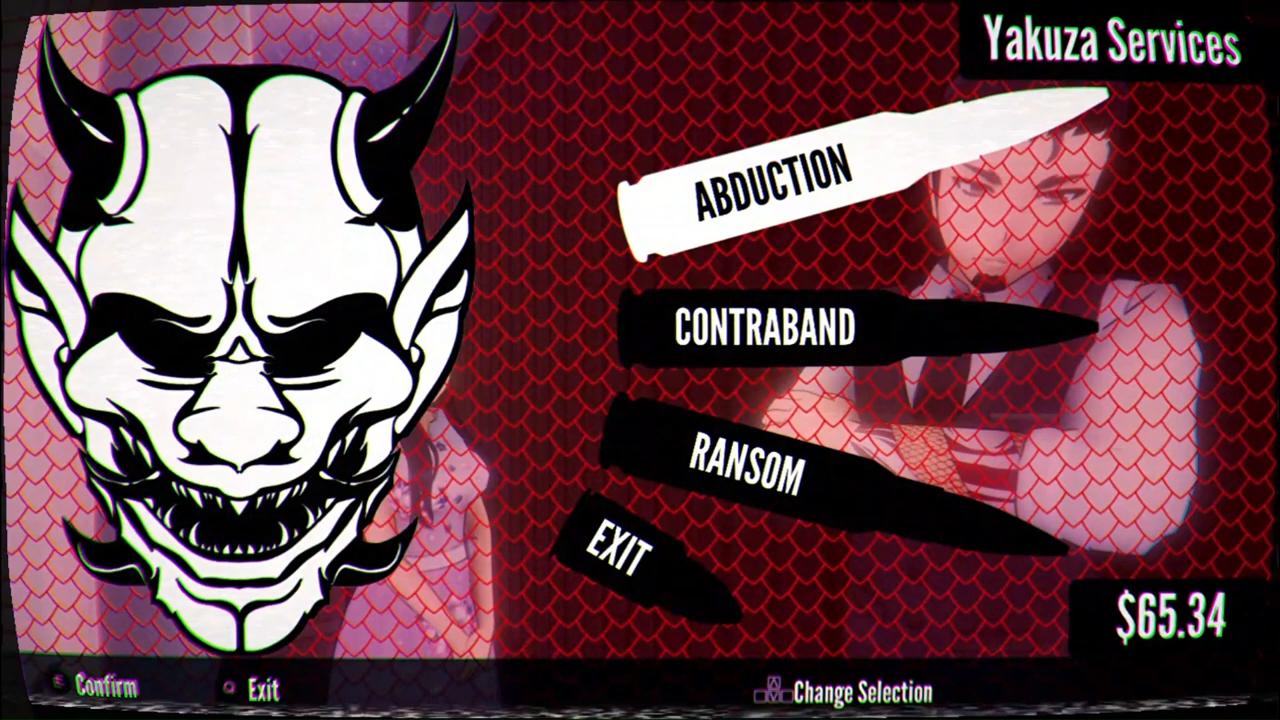 Yakuza Services
ABDUCTION
CONTRABAND
RANSOM
EXIT
$65.34
Confirm
Exit
Change Selection